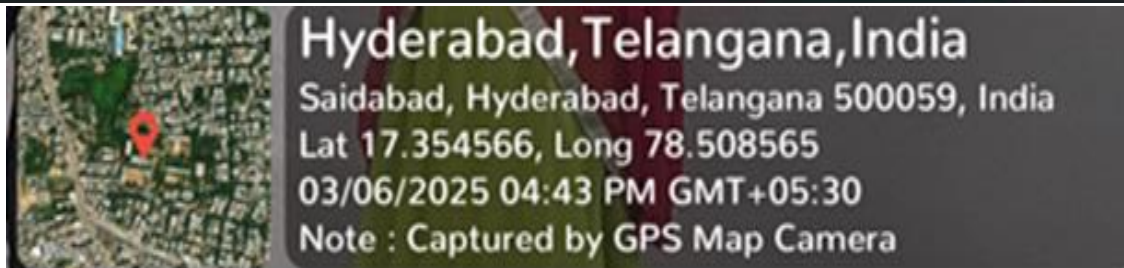 Hyderabad,Telangana,India
Saidabad, Hyderabad, Telangana 500059, India
Lat 17.354566, Long 78.508565
03/06/2025 04:43 PM GMT+05:30
Note : Captured by GPS Map Camera